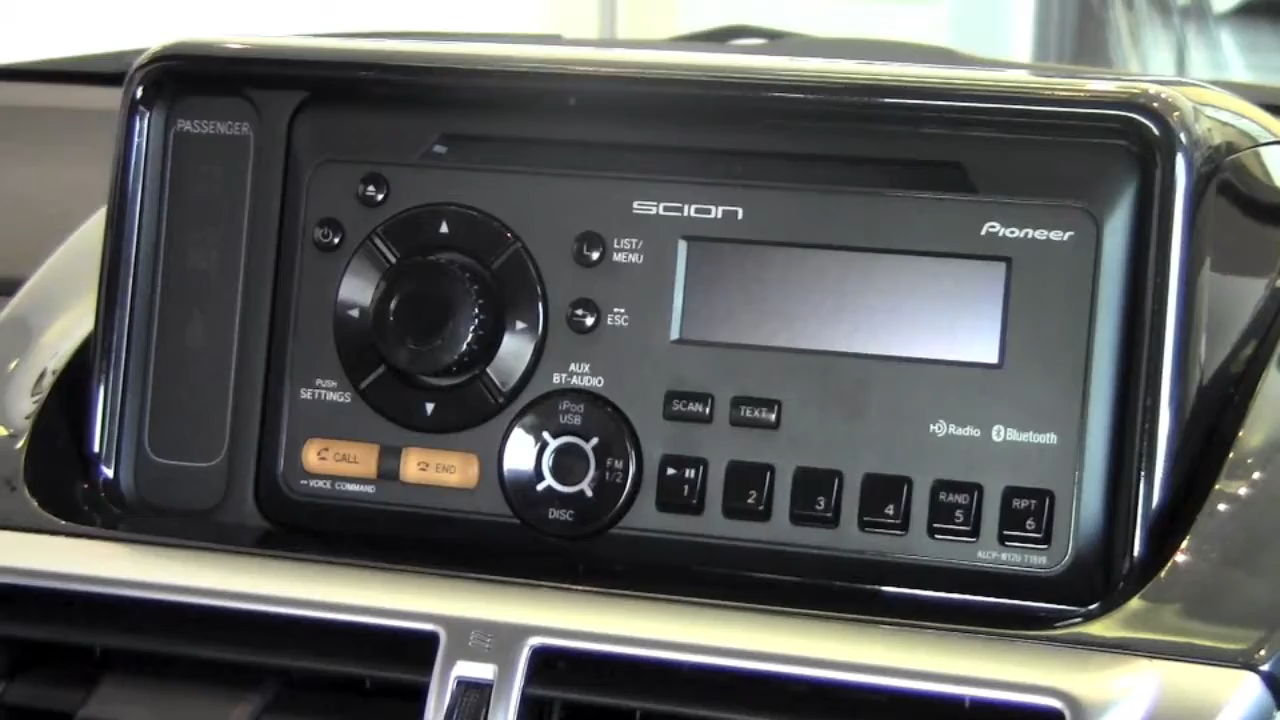 PASSENGER
SCION
Pioneer
LIST/
MENU
ESC
AUX
BT-AUDIO
PUSH
SETTINGS
iPod
USB
FM
1/2
DISC
SCAN
TEXT
HD Radio
Bluetooth
CALL
END
VOICE COMMAND
1
2
3
4
RAND
5
RPT
6